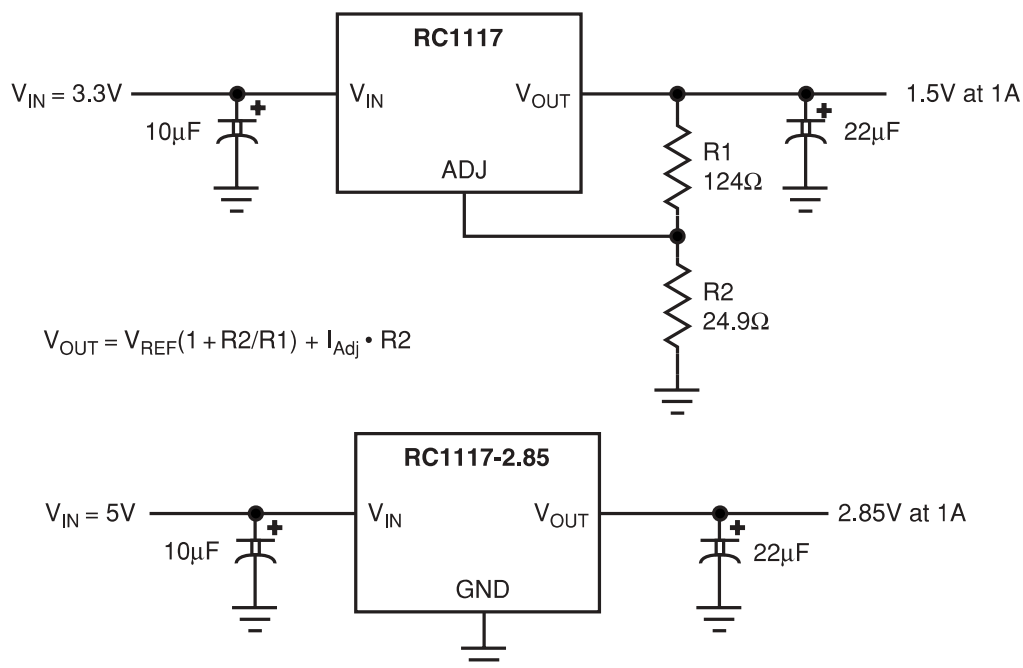 RC1117
V_IN = 3.3V
V_IN
V_OUT
1.5V at 1A
+
10μF
ADJ
R1
124Ω
+
22μF
R2
24.9Ω
V_OUT = V_REF(1 + R2/R1) + I_Adj • R2
RC1117-2.85
V_IN = 5V
V_IN
V_OUT
2.85V at 1A
+
10μF
GND
+
22μF